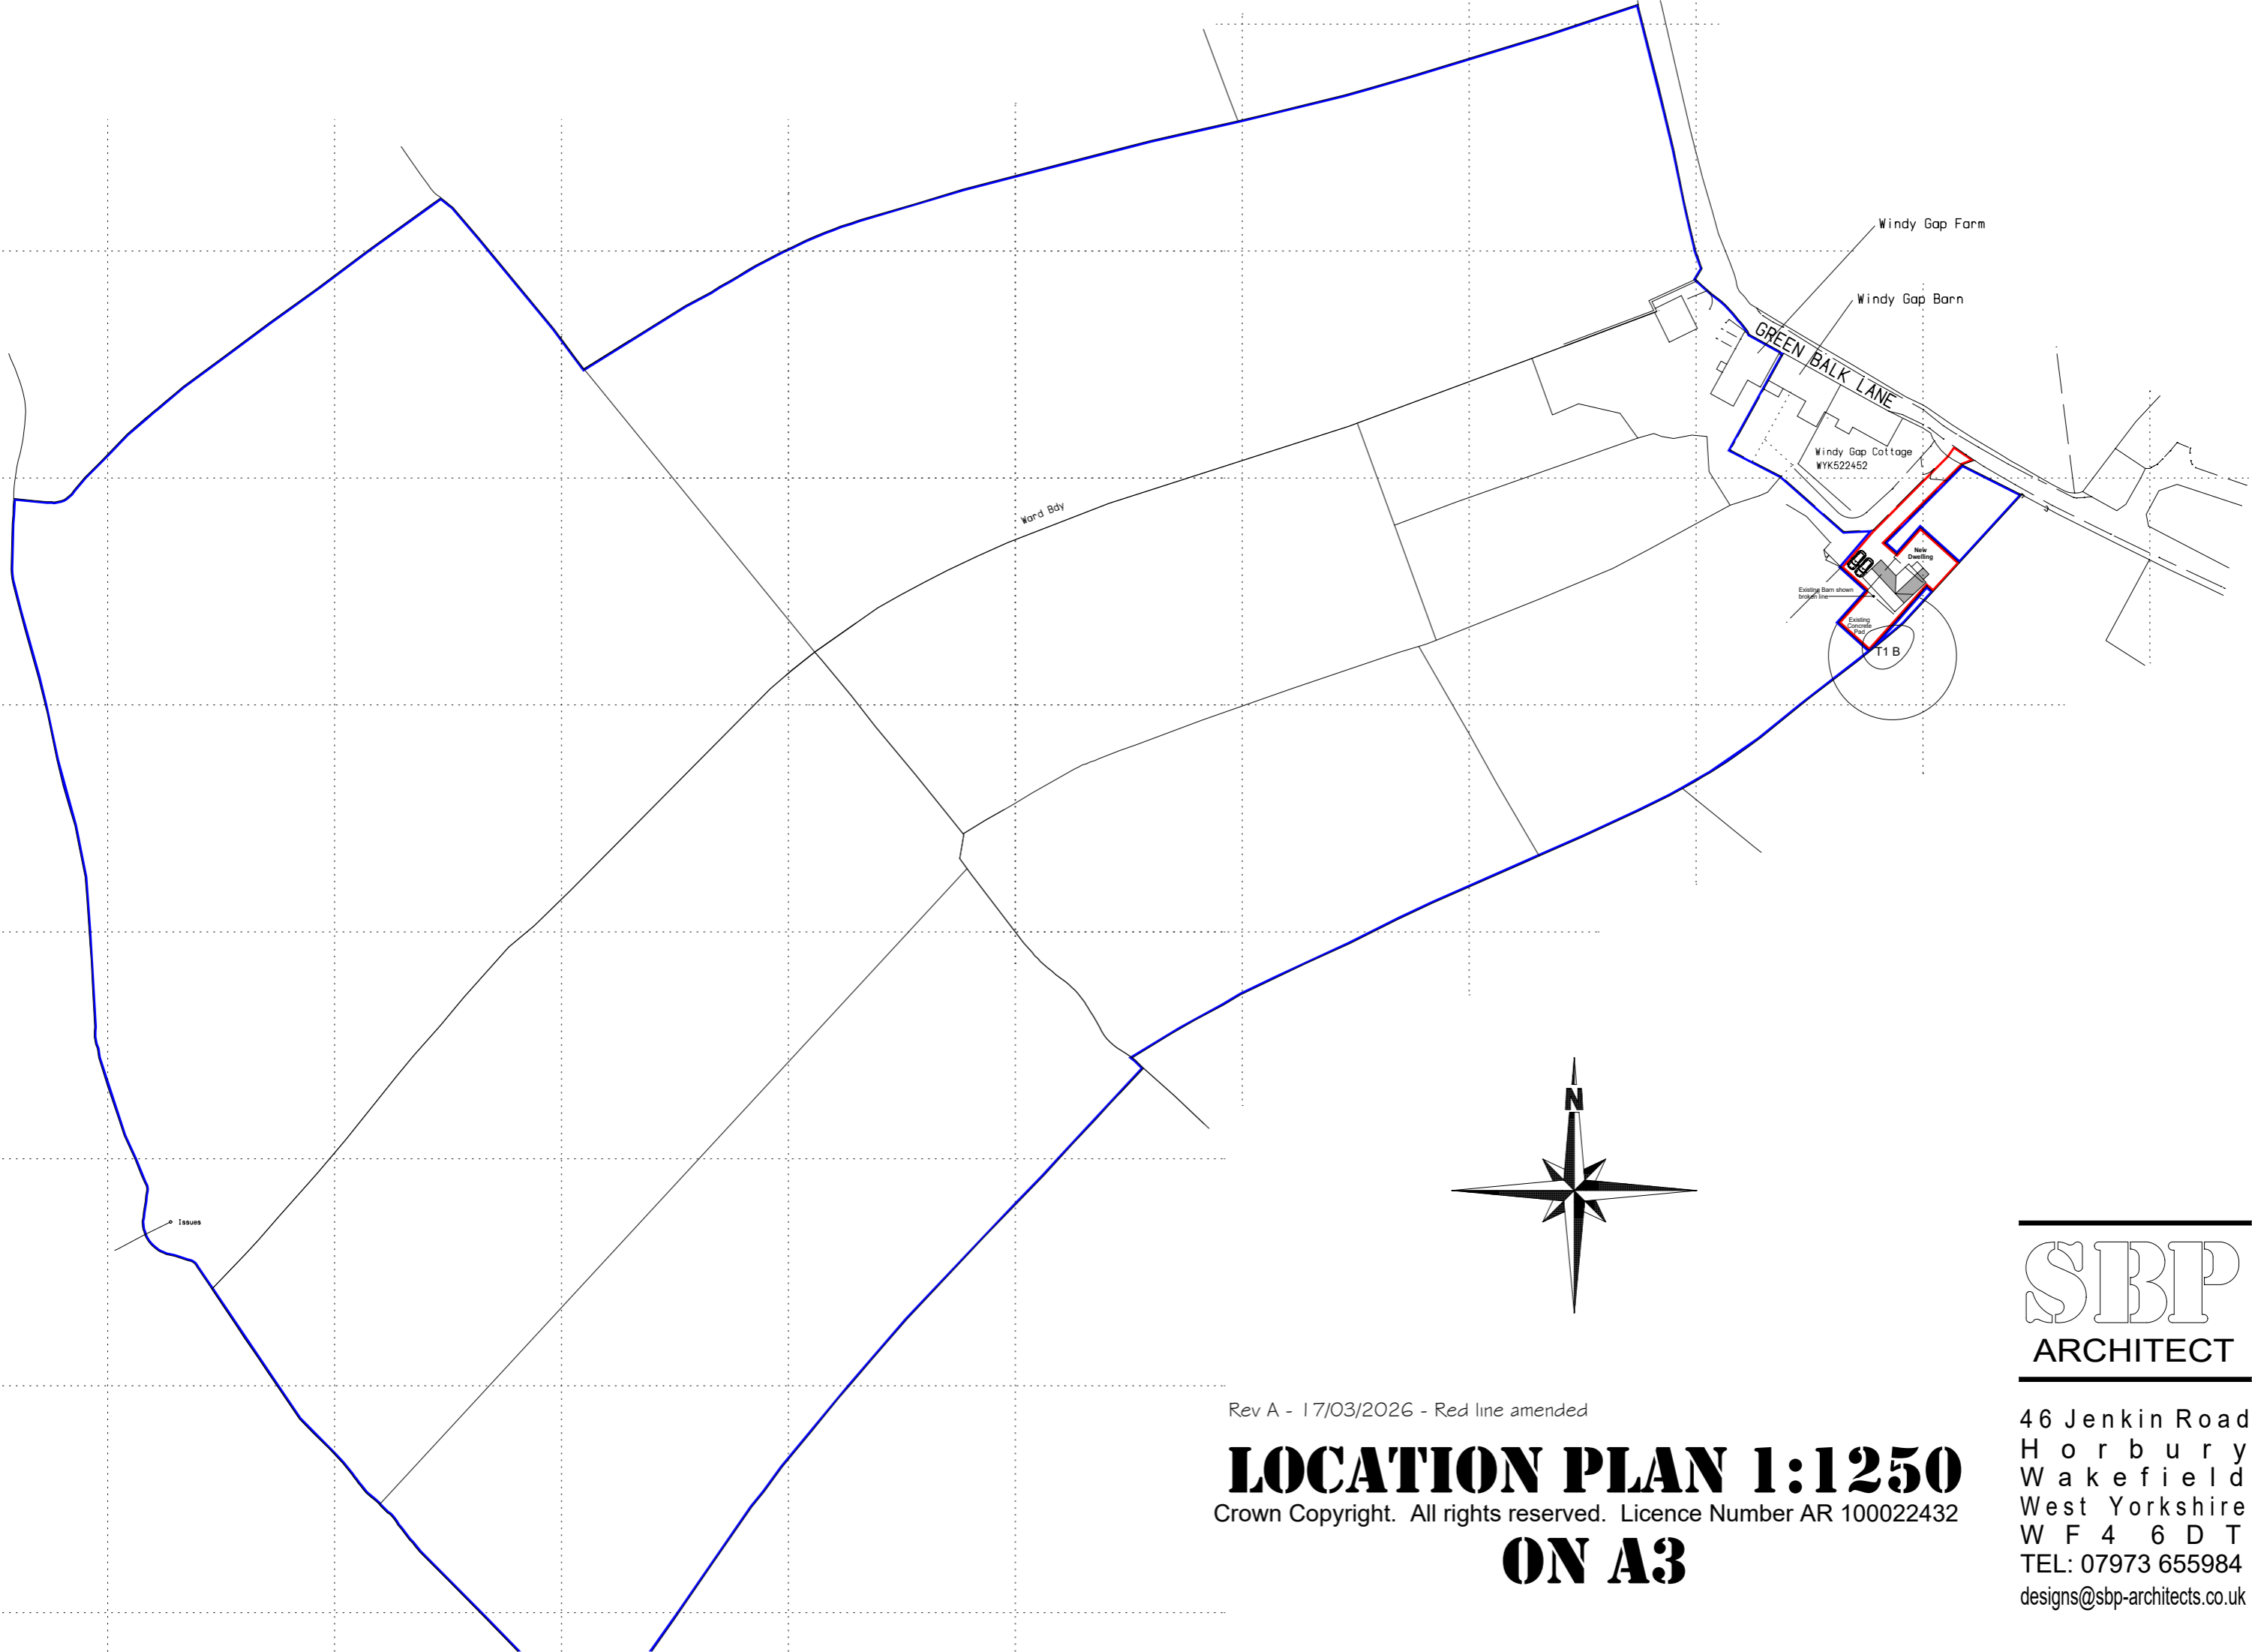 Windy Gap Farm
Windy Gap Barn
GREEN BALK LANE
Windy Gap Cottage
WYK522452
Ward Bdy
New
Dwelling
Existing Barn shown
broken line
Existing
Concrete
Pad
T1 B
3
Issues
N
SBP
ARCHITECT
Rev A - 17/03/2026 - Red line amended
LOCATION PLAN 1:1250
Crown Copyright. All rights reserved. Licence Number AR 100022432
ON A3
46 Jenkin Road
Horbury
Wakefield
West Yorkshire
WF4 6DT
TEL: 07973 655984
designs@sbp-architects.co.uk